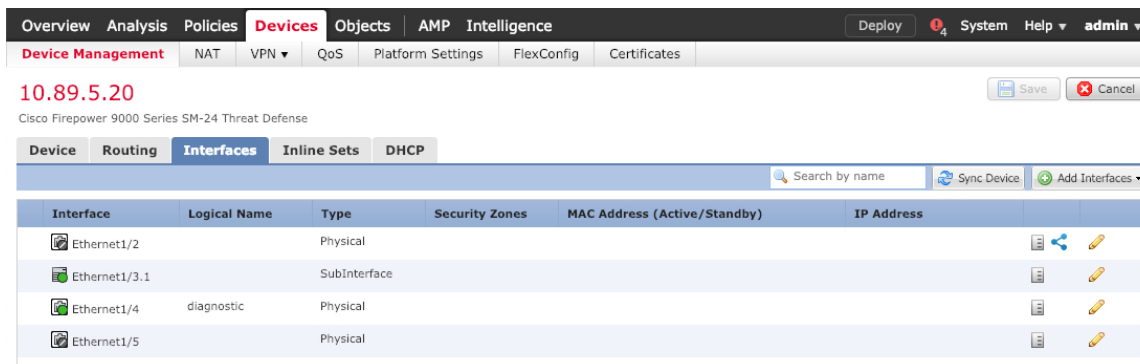 Overview Analysis Policies Devices Objects AMP Intelligence Deploy 4 System Help admin
Device Management NAT VPN QoS Platform Settings FlexConfig Certificates
10.89.5.20 Save Cancel
Cisco Firepower 9000 Series SM-24 Threat Defense
Device Routing Interfaces Inline Sets DHCP
Search by name Sync Device Add Interfaces
Interface Logical Name Type Security Zones MAC Address (Active/Standby) IP Address
Ethernet1/2 Physical
Ethernet1/3.1 SubInterface
Ethernet1/4 diagnostic Physical
Ethernet1/5 Physical